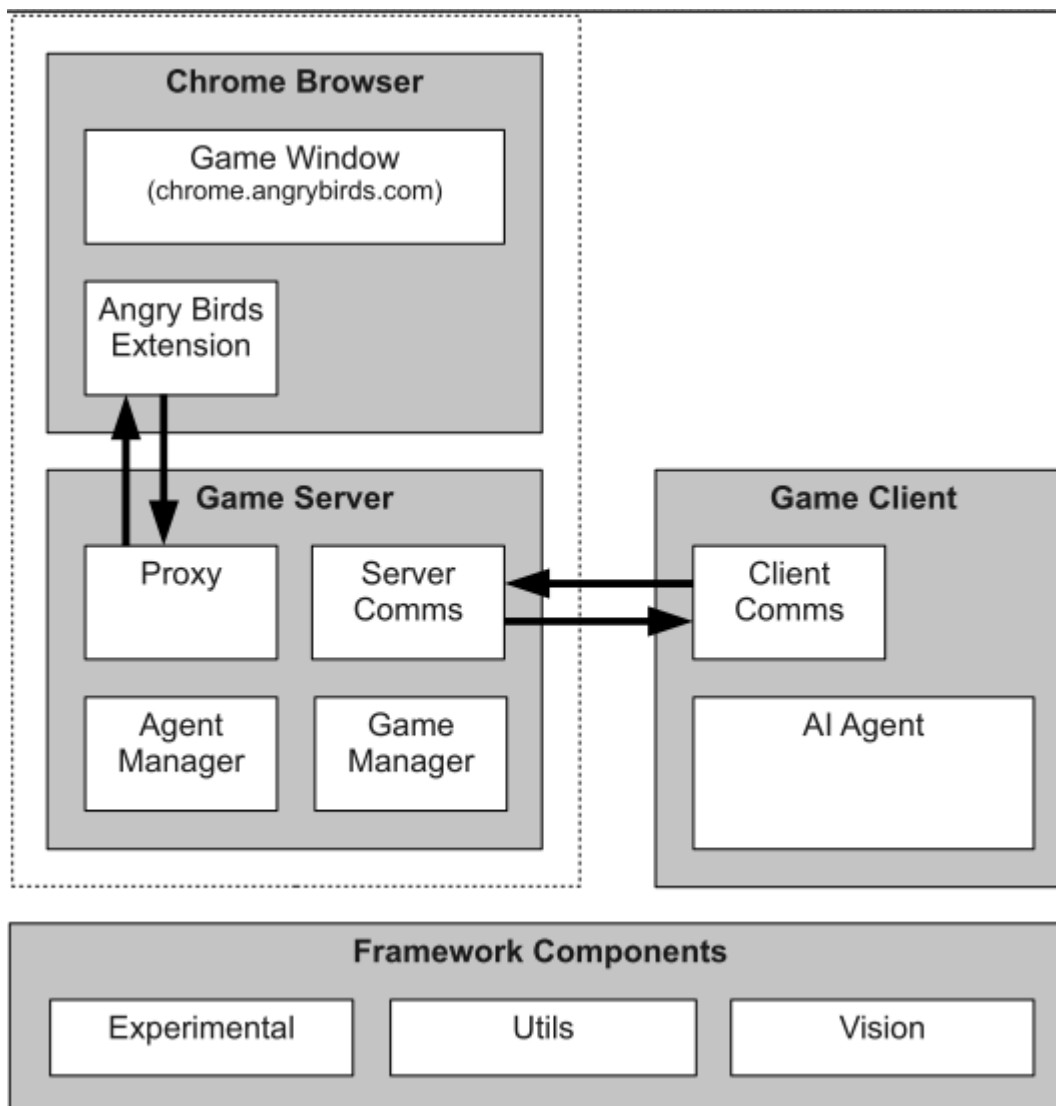 Chrome Browser
Game Window
(chrome.angrybirds.com)
Angry Birds
Extension
Game Server
Proxy
Server
Comms
Agent
Manager
Game
Manager
Game Client
Client
Comms
AI Agent
Framework Components
Experimental
Utils
Vision